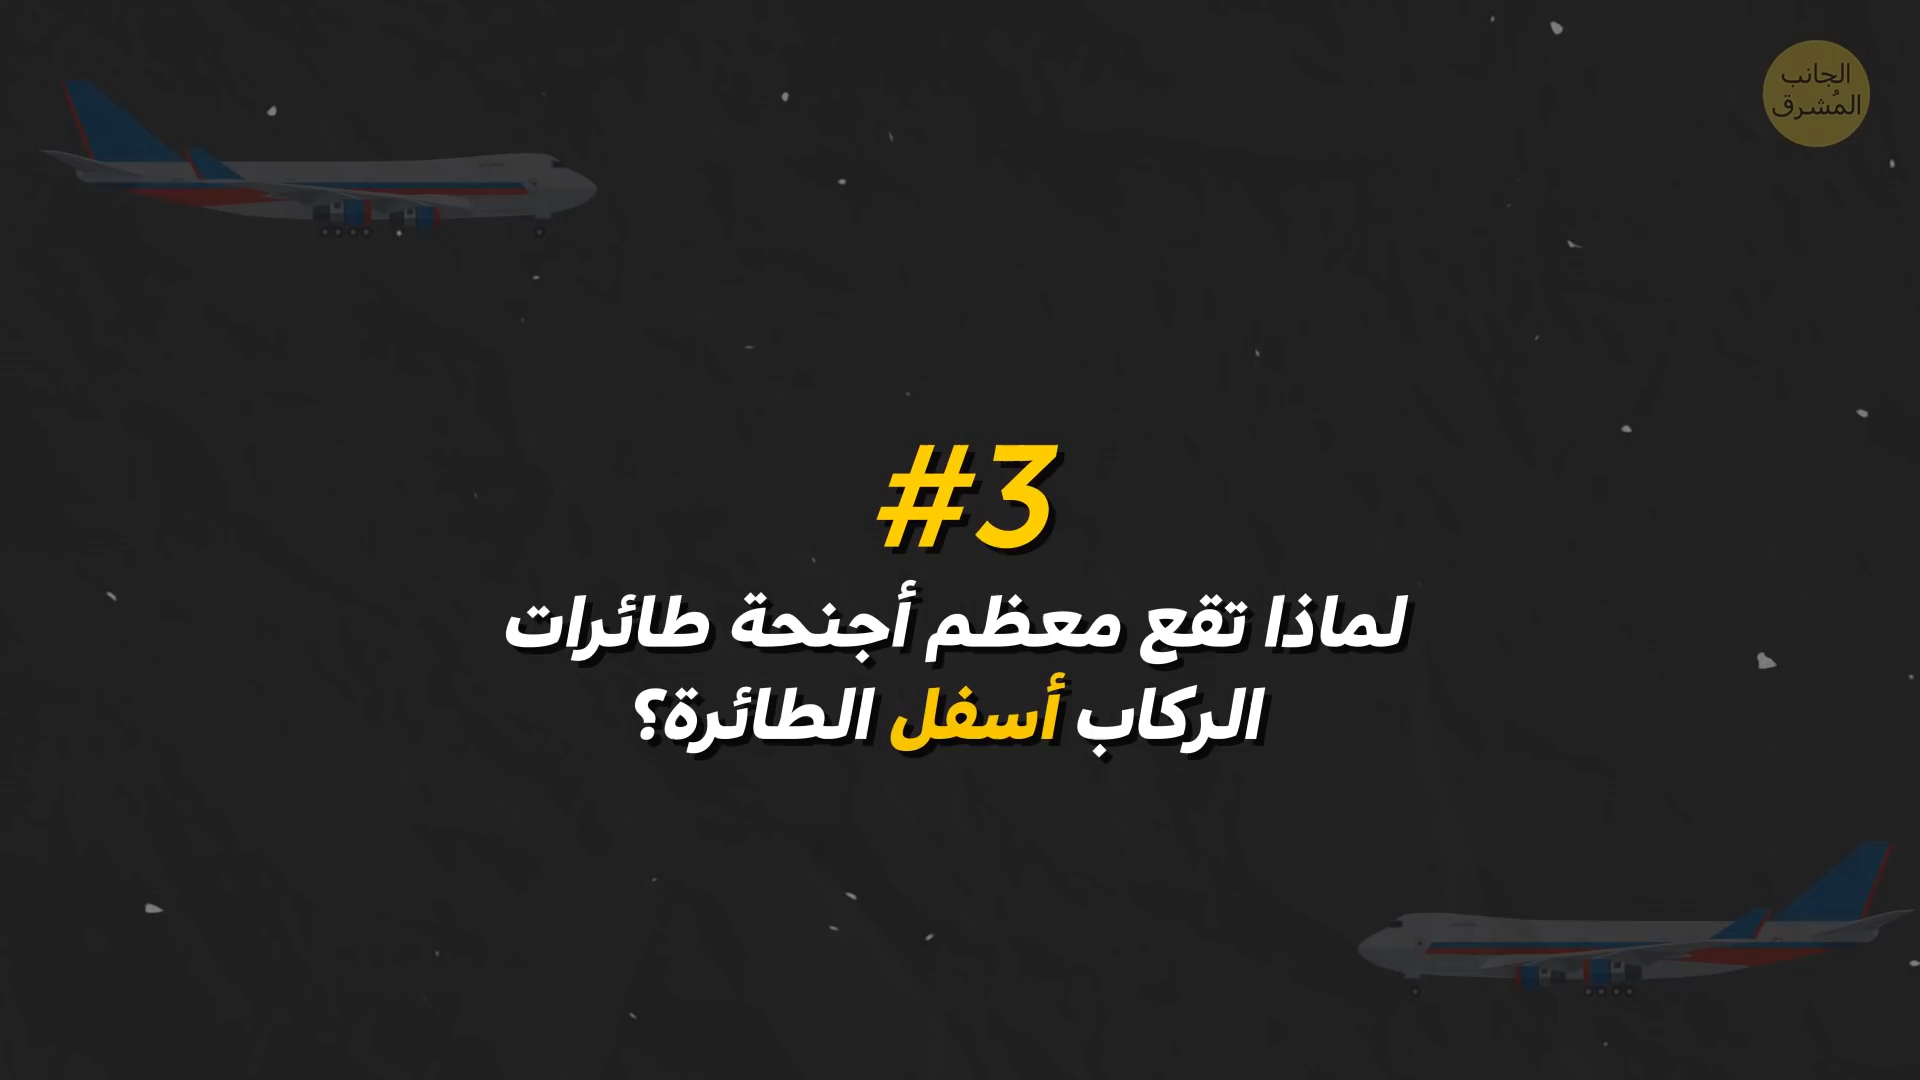 الجانب
المُشرق
#3
لماذا تقع معظم أجنحة طائرات
الركاب أسفل الطائرة؟